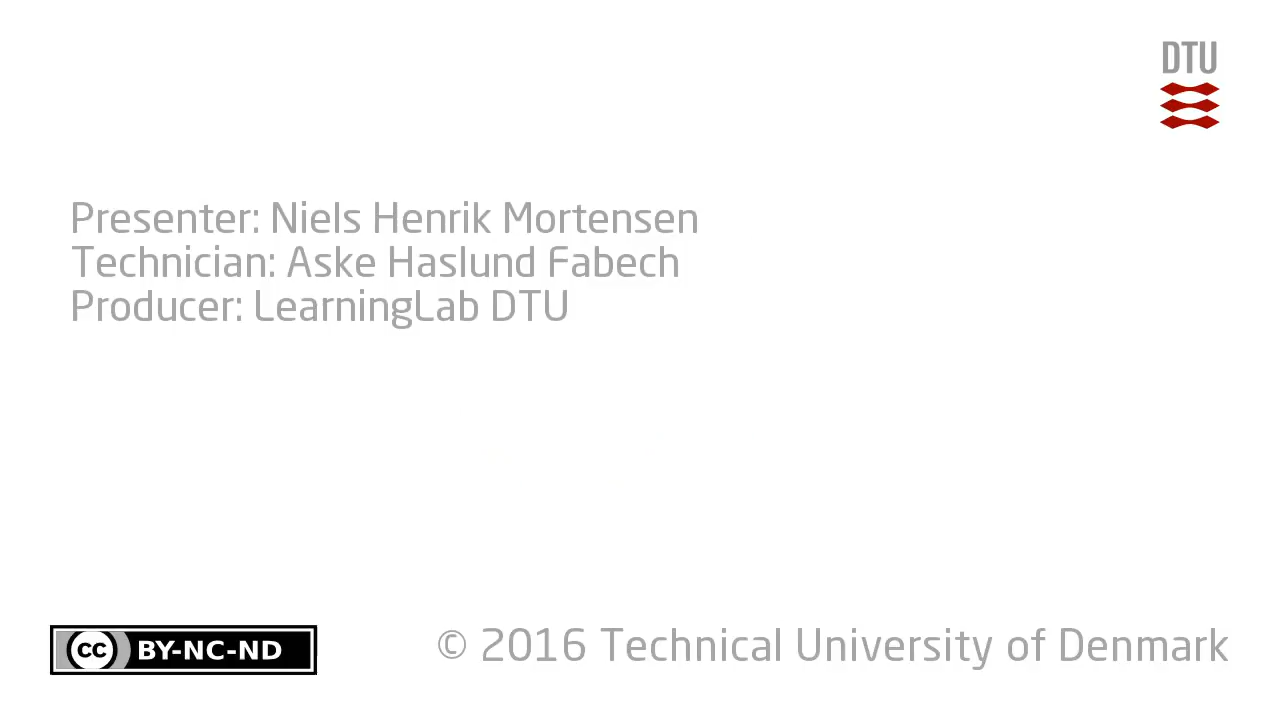 DTU
Presenter: Niels Henrik Mortensen
Technician: Aske Haslund Fabech
Producer: LearningLab DTU
cc BY-NC-ND
© 2016 Technical University of Denmark